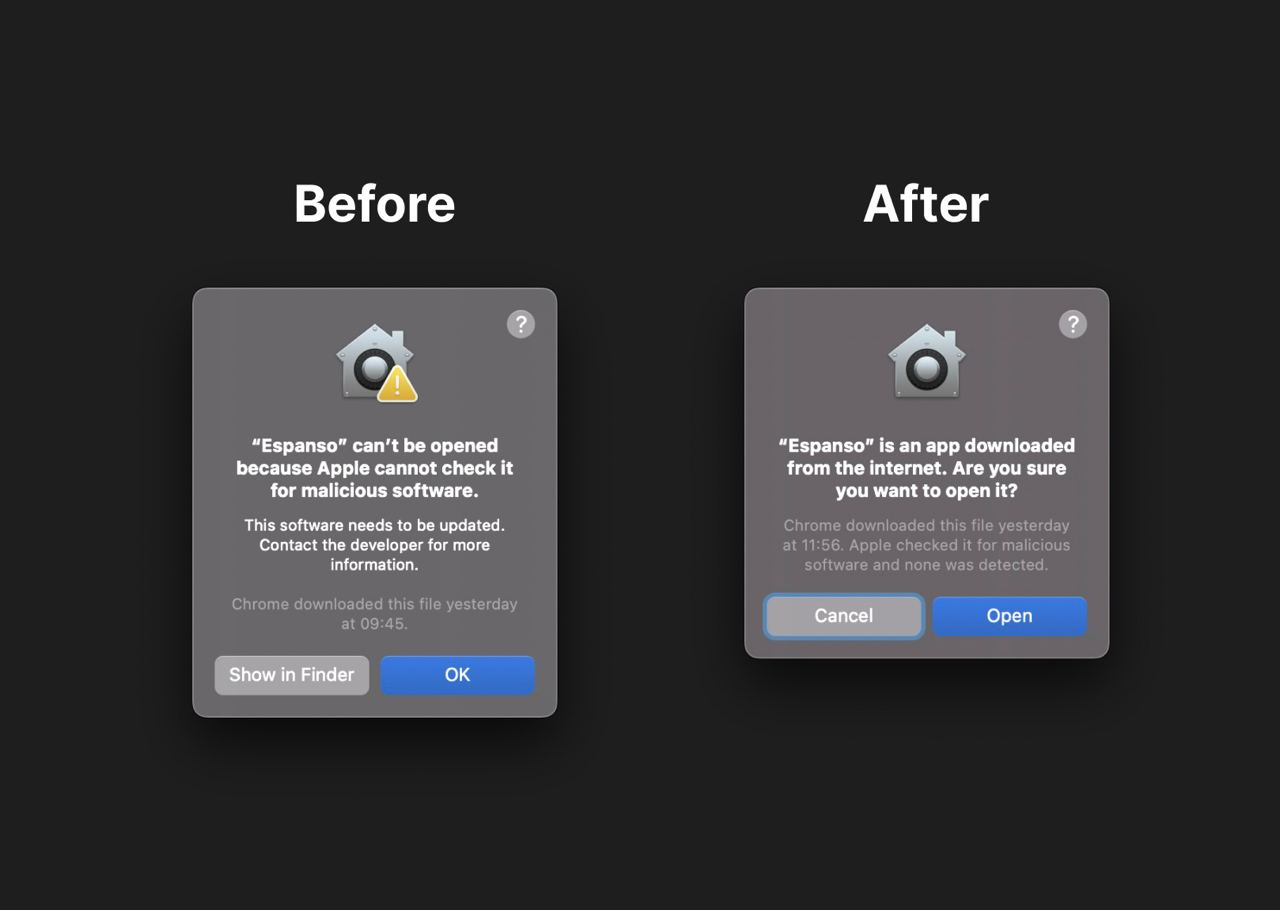 Before
?
“Espanso” can’t be opened
because Apple cannot check it
for malicious software.
This software needs to be updated.
Contact the developer for more
information.
Chrome downloaded this file yesterday
at 09:45.
Show in Finder
OK
After
?
“Espanso” is an app downloaded
from the internet. Are you sure
you want to open it?
Chrome downloaded this file yesterday
at 11:56. Apple checked it for malicious
software and none was detected.
Cancel
Open